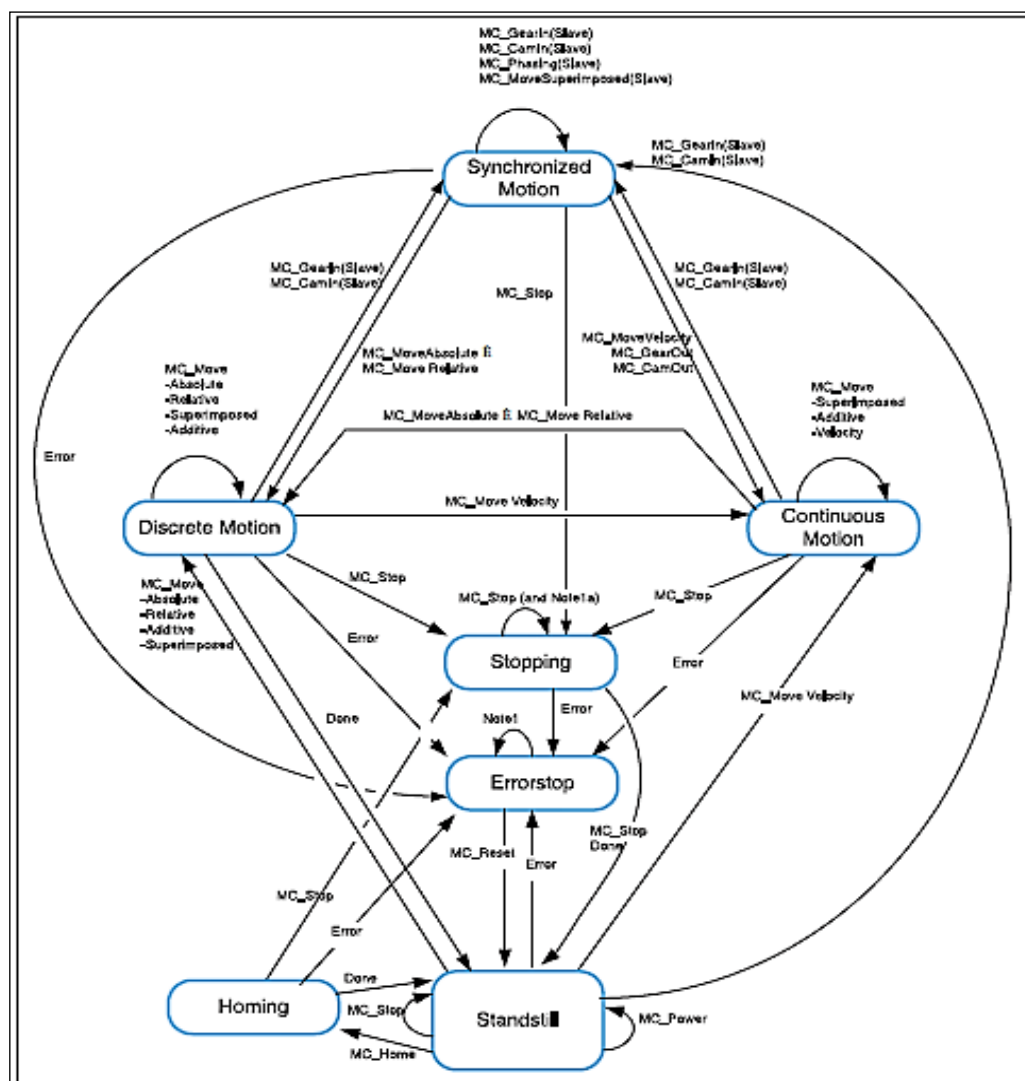 MC_GearIn(Slave)
MC_CamIn(Slave)
MC_Phasing(Slave)
MC_MoveSuperimposed(Slave)
MC_GearIn(Slave)
MC_CamIn(Slave)
Synchronized
Motion
MC_GearIn(Slave)
MC_CamIn(Slave)
MC_Stop
MC_GearIn(Slave)
MC_CamIn(Slave)
MC_MoveAbsolute É
MC_Move Relative
MC_MoveVelocity
MC_GearOut
MC_CamOut
MC_Move
-Absolute
-Relative
-Superimposed
-Additive
MC_Move
-Superimposed
-Additive
-Velocity
MC_MoveAbsolute É MC_Move Relative
Error
Discrete Motion
MC_Move Velocity
Continuous
Motion
MC_Stop
MC_Move
-Absolute
-Relative
-Additive
-Superimposed
MC_Stop (and Note1a)
MC_Stop
Error
Stopping
Error
MC_Move Velocity
Done
Note1
Error
Errorstop
MC_Stop
Done
MC_Reset
Error
MC_Stop
Error
Homing
Done
MC_Stop
Standstill
MC_Power
MC_Home